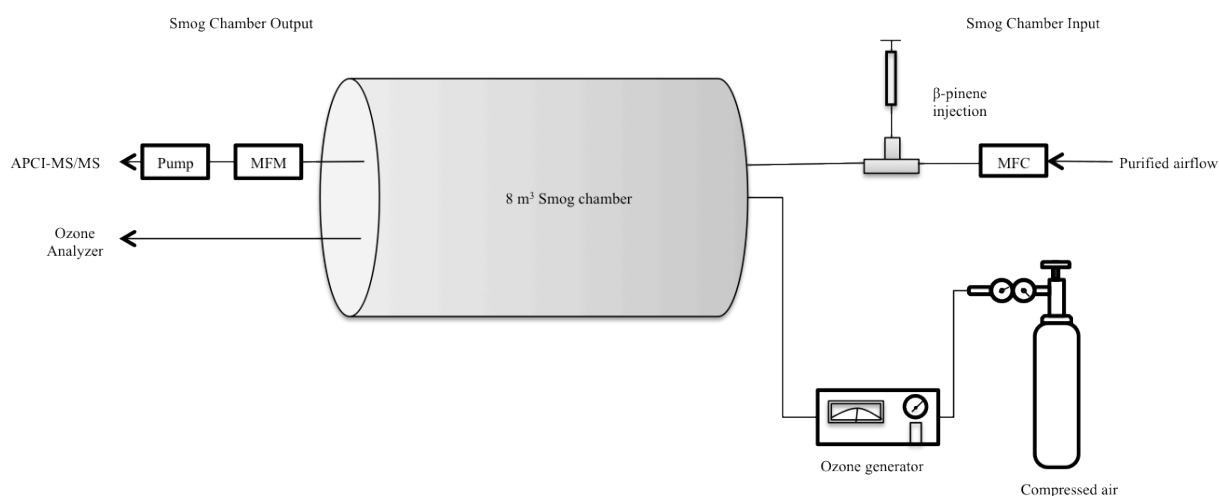 Smog Chamber Output
Smog Chamber Input
β-pinene
injection
APCI-MS/MS
Pump
MFM
MFC
Purified airflow
8 m³ Smog chamber
Ozone
Analyzer
Ozone generator
Compressed air